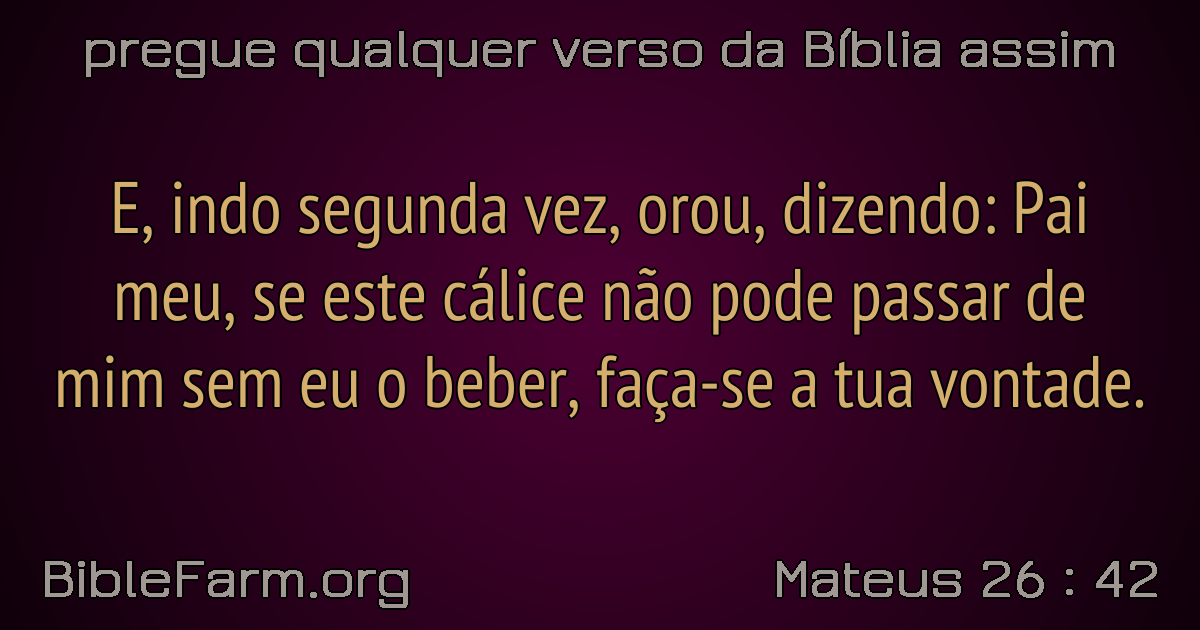 pregue qualquer verso da Bíblia assim
E, indo segunda vez, orou, dizendo: Pai
meu, se este cálice não pode passar de
mim sem eu o beber, faça-se a tua vontade.
BibleFarm.org
Mateus 26 : 42